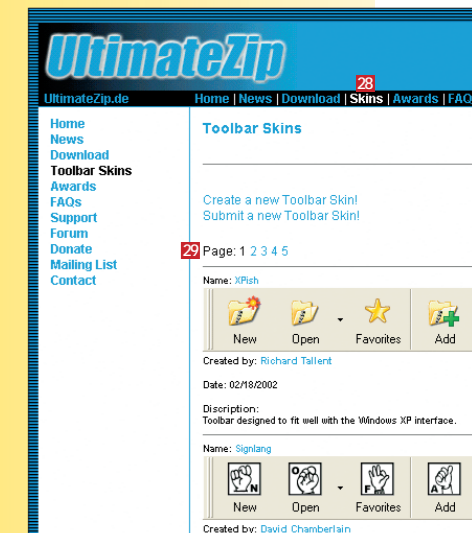 UltimateZip
28
UltimateZip.de
Home | News | Download | Skins | Awards | FAQ
Home
News
Download
Toolbar Skins
Awards
FAQs
Support
Forum
Donate
Mailing List
Contact
Toolbar Skins
Create a new Toolbar Skin!
Submit a new Toolbar Skin!
29 Page: 1 2 3 4 5
Name: XPish
New Open Favorites Add
Created by: Richard Tallent
Date: 02/18/2002
Discription:
Toolbar designed to fit well with the Windows XP interface.
Name: Signlang
N O F A
New Open Favorites Add
Created by: David Chamberlain